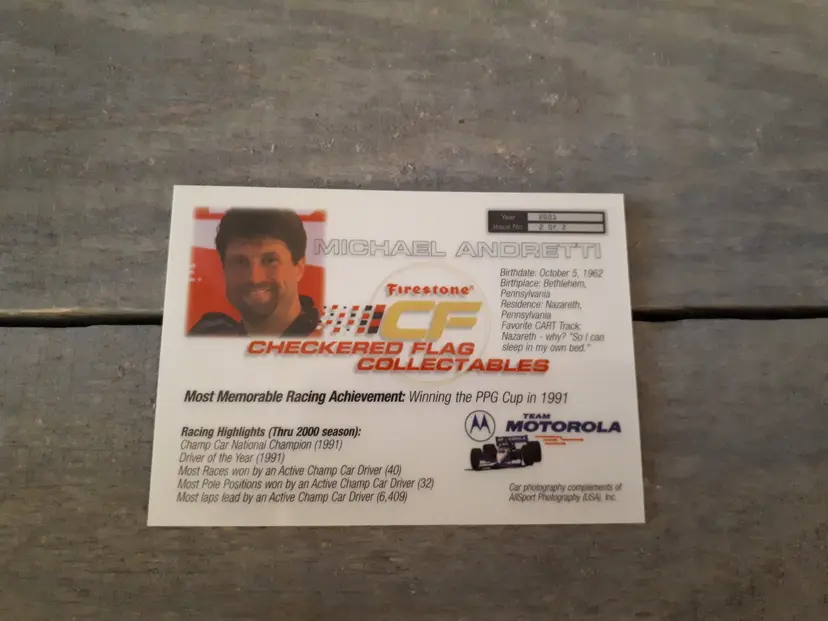 Year 2001
Issue No 2 of 2
MICHAEL ANDRETTI
Firestone
CF
CHECKERED FLAG
COLLECTABLES
Birthdate: October 5, 1962
Birthplace: Bethlehem,
Pennsylvania
Residence: Nazareth,
Pennsylvania
Favorite CART Track:
Nazareth - why? "So I can
sleep in my own bed."
Most Memorable Racing Achievement: Winning the PPG Cup in 1991
Racing Highlights (Thru 2000 season):
Champ Car National Champion (1991)
Driver of the Year (1991)
Most Races won by an Active Champ Car Driver (40)
Most Pole Positions won by an Active Champ Car Driver (32)
Most laps lead by an Active Champ Car Driver (6,409)
TEAM
MOTOROLA
Car photography complements of
AllSport Photography (USA), Inc.